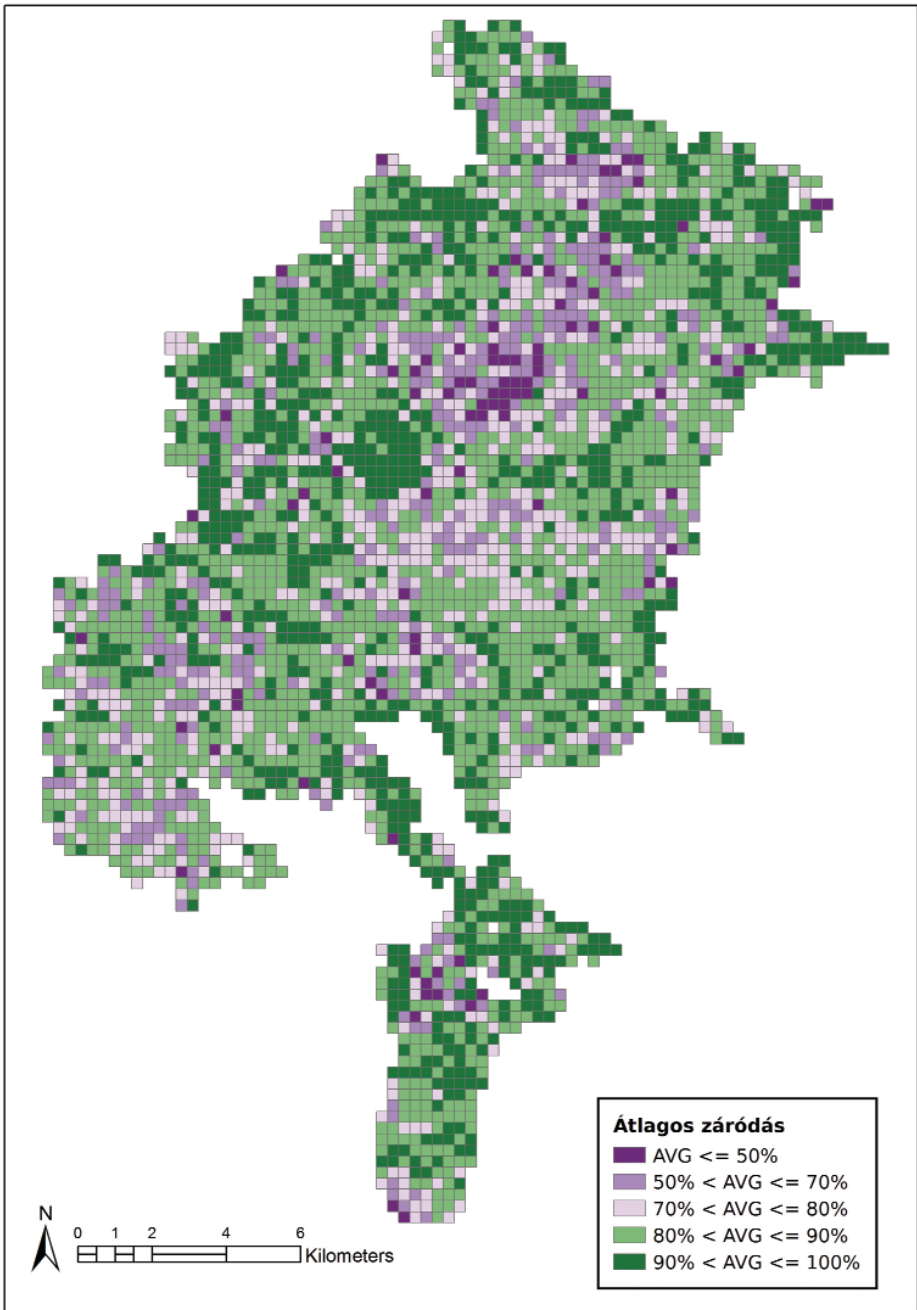 Átlagos záródás
AVG <= 50%
50% < AVG <= 70%
70% < AVG <= 80%
80% < AVG <= 90%
90% < AVG <= 100%
N
0 1 2 4 6
Kilometers